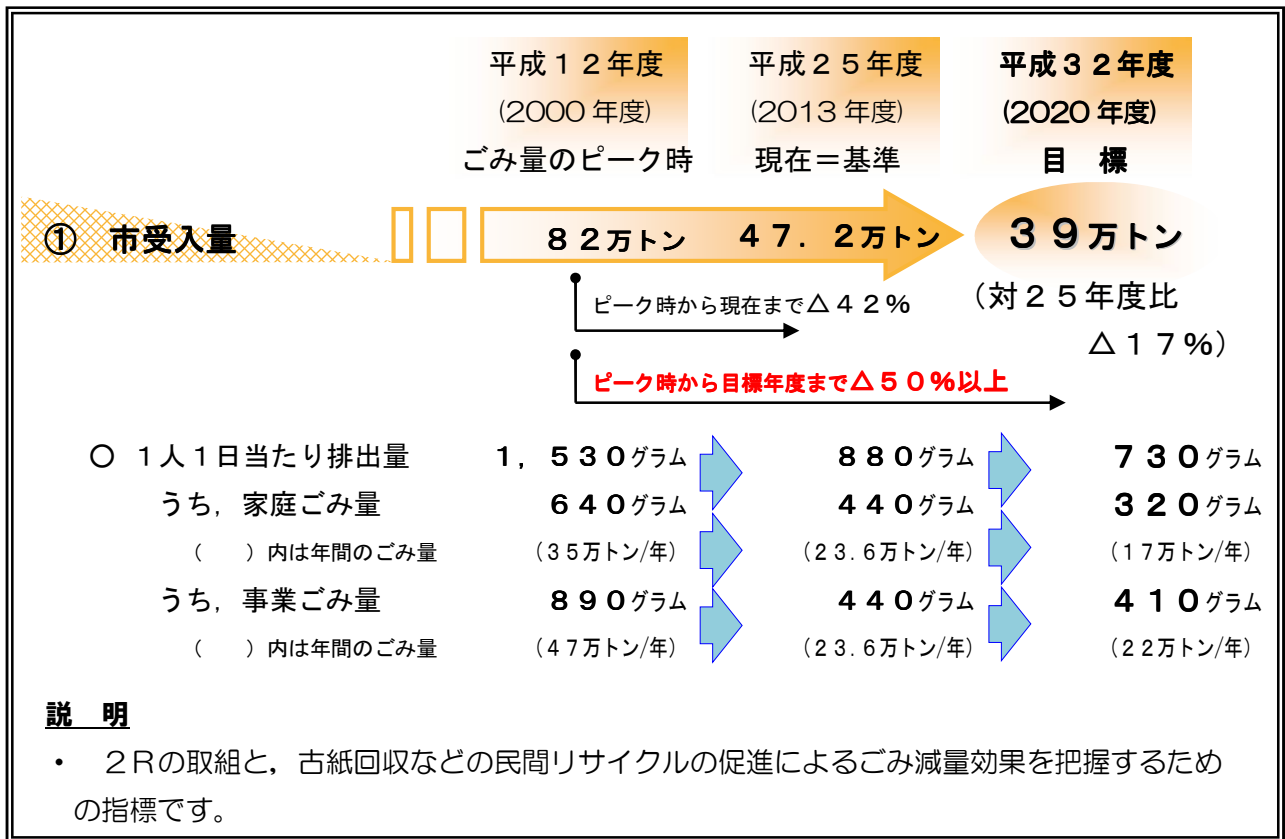 平成１２年度 平成２５年度 平成３２年度
(2000 年度) (2013 年度) (2020 年度)
ごみ量のピーク時 現在＝基準 目　標
① 市受入量 ８２万トン ４７．２万トン ３９万トン
ピーク時から現在まで△４２％
（対２５年度比
△１７％）
ピーク時から目標年度まで△５０％以上
○ １人１日当たり排出量 １，５３０グラム ８８０グラム ７３０グラム
うち，家庭ごみ量 ６４０グラム ４４０グラム ３２０グラム
（　　）内は年間のごみ量 （３５万トン/年） （２３.６万トン/年） （１７万トン/年）
うち，事業ごみ量 ８９０グラム ４４０グラム ４１０グラム
（　　）内は年間のごみ量 （４７万トン/年） （２３.６万トン/年） （２２万トン/年）
説　明
・　２Ｒの取組と，古紙回収などの民間リサイクルの促進によるごみ減量効果を把握するため
の指標です。